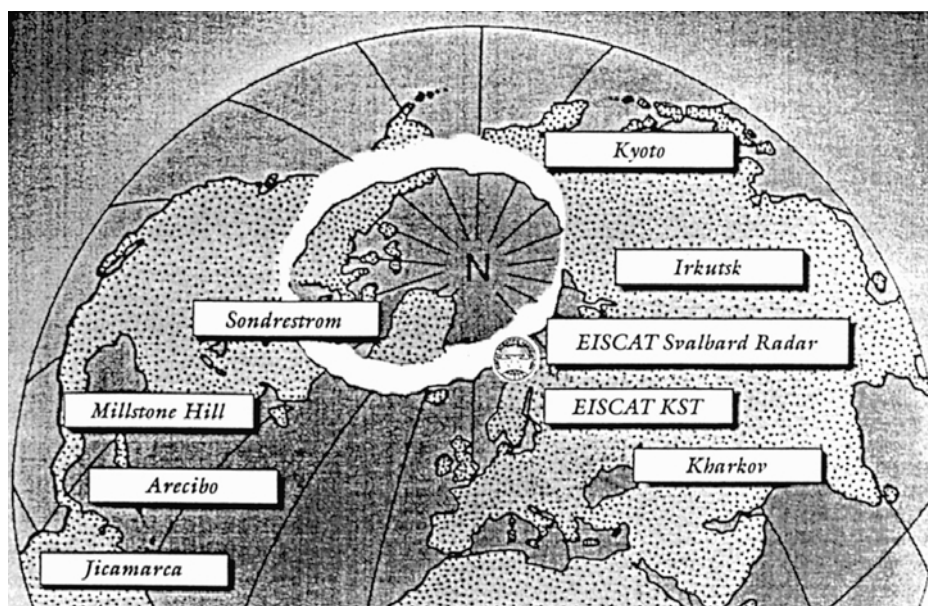 Kyoto
N
Irkutsk
Sondrestrom
EISCAT Svalbard Radar
Millstone Hill
EISCAT KST
Kharkov
Arecibo
Jicamarca